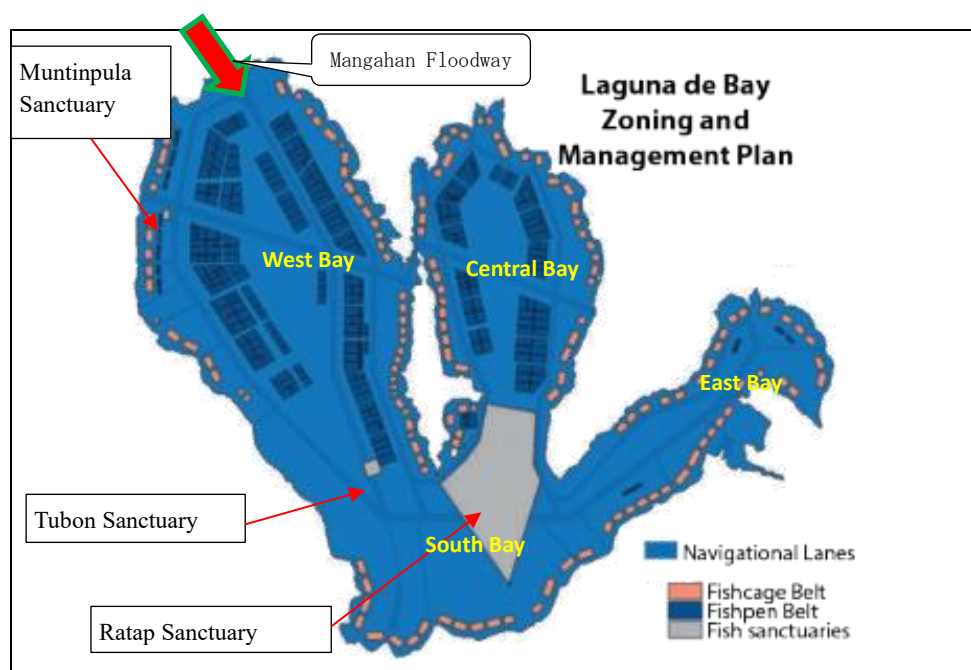 Muntinpula
Sanctuary
Mangahan Floodway
Laguna de Bay
Zoning and
Management Plan
West Bay
Central Bay
East Bay
Tubon Sanctuary
South Bay
Ratap Sanctuary
Navigational Lanes
Fishcage Belt
Fishpen Belt
Fish sanctuaries